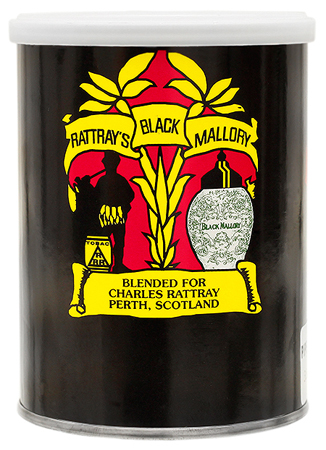 RATTRAY'S BLACK MALLORY
TOBAC
BLACK MALLORY
BLENDED FOR
CHARLES RATTRAY
PERTH, SCOTLAND